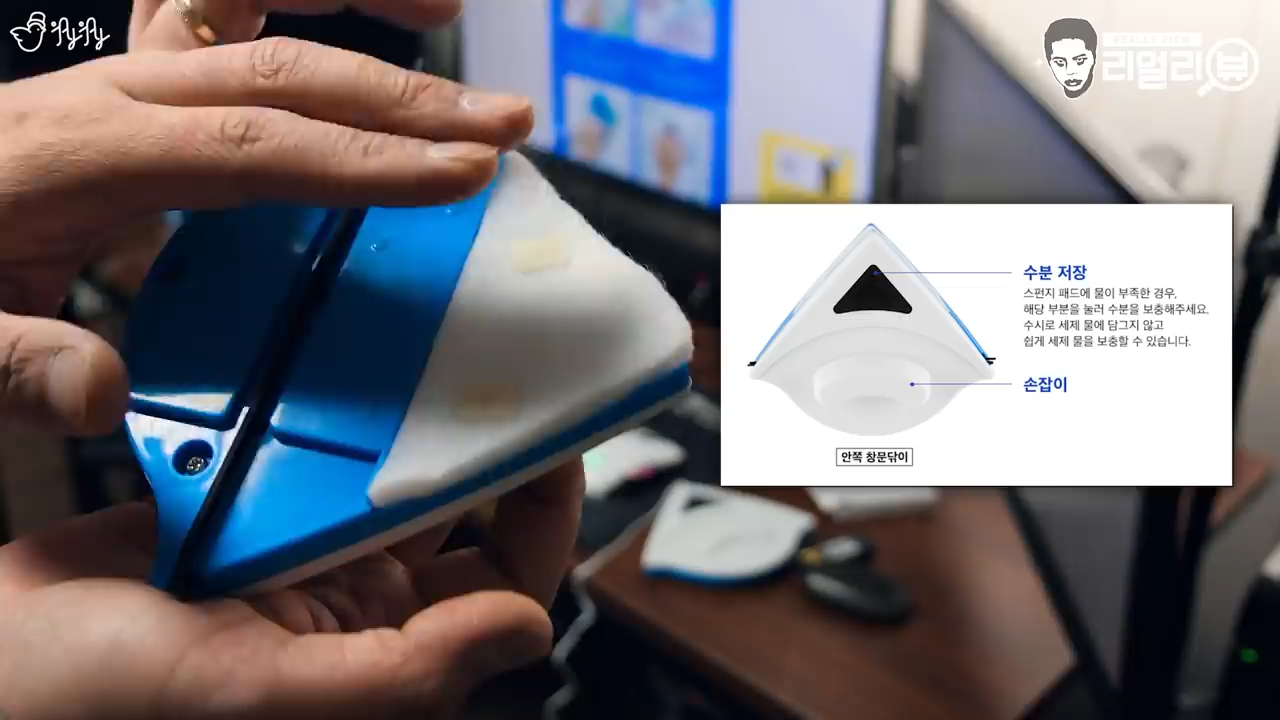 REALLY VIEW
리얼리뷰
수분 저장
스펀지 패드에 물이 부족한 경우,
해당 부분을 눌러 수분을 보충해주세요.
수시로 세제 물에 담그지 않고
쉽게 세제 물을 보충할 수 있습니다.
손잡이
안쪽 창문닦이